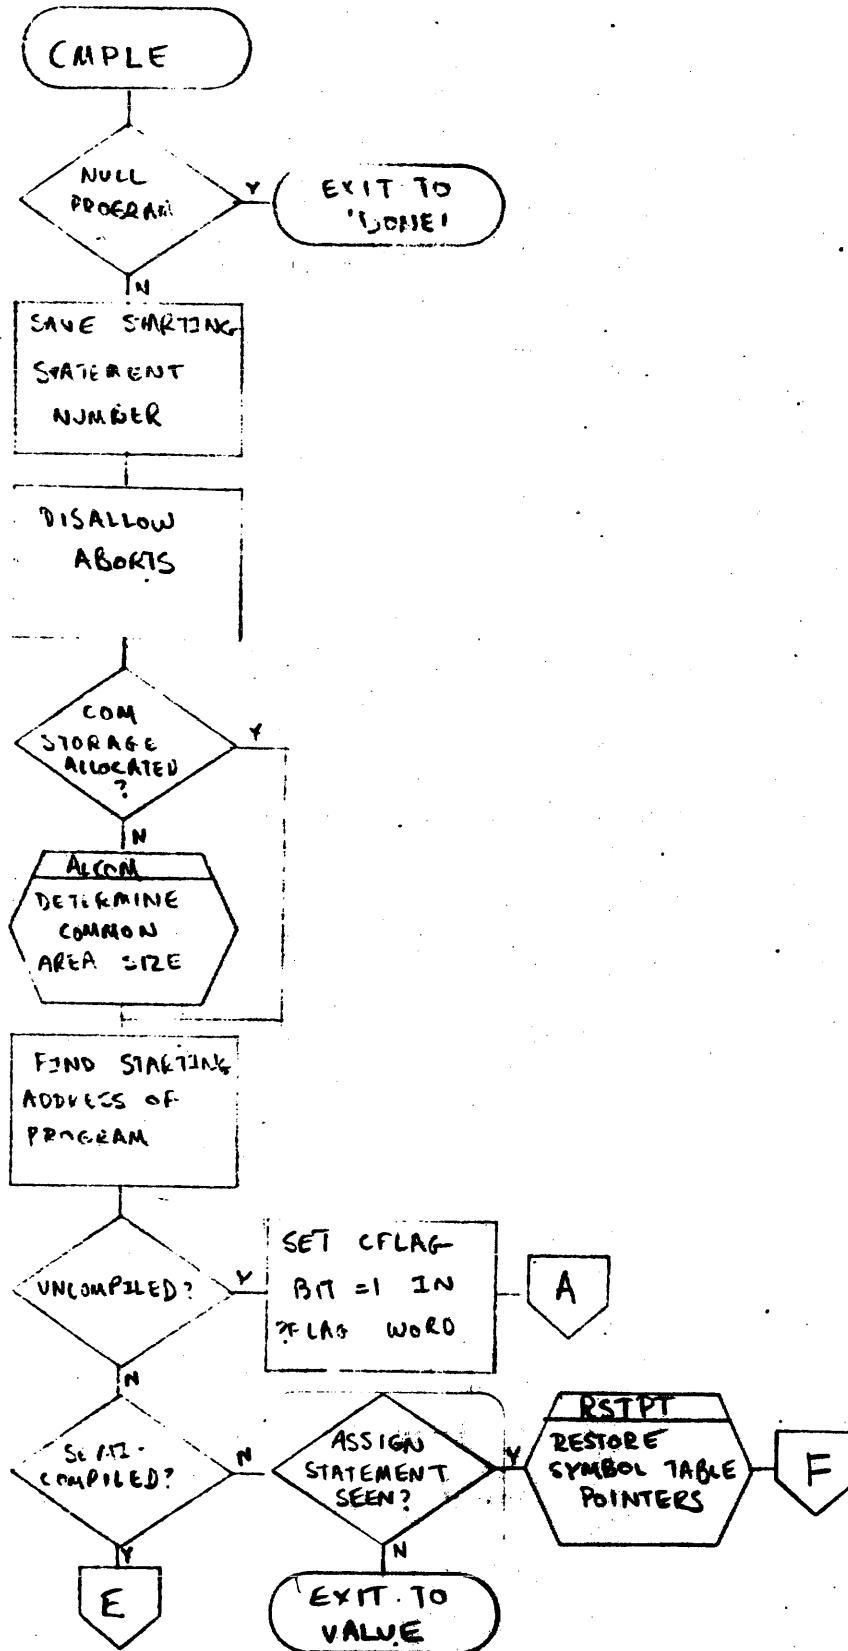 CMPLE
NULL
PROGRAM
Y
EXIT TO
'DONE'
N
SAVE STARTING
STATEMENT
NUMBER
DISALLOW
ABORTS
COM
STORAGE
ALLOCATED
?
Y
N
ALCOM
DETERMINE
COMMON
AREA SIZE
FIND STARTING
ADDRESS OF
PROGRAM
UNCOMPILED?
Y
SET CFLAG
BIT =1 IN
WORD
A
N
SEMI-
COMPILED?
N
ASSIGN
STATEMENT
SEEN?
Y
RSTPT
RESTORE
SYMBOL TABLE
POINTERS
F
Y
E
N
EXIT TO
VALUE